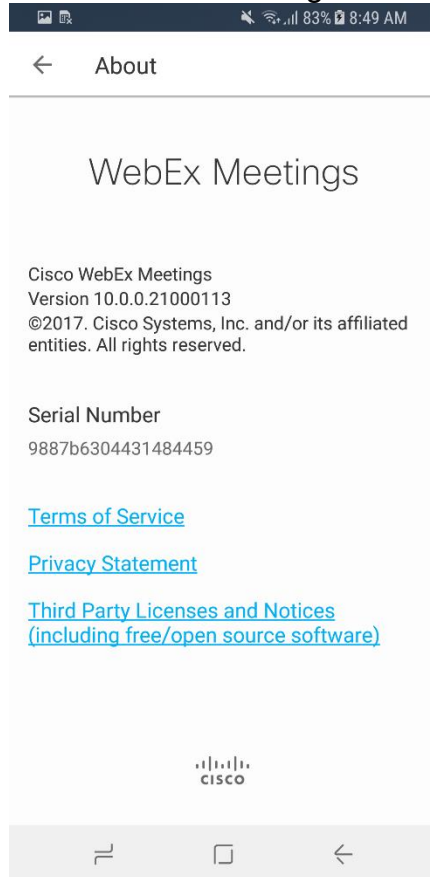 83% 8:49 AM
About
WebEx Meetings
Cisco WebEx Meetings
Version 10.0.0.21000113
©2017. Cisco Systems, Inc. and/or its affiliated
entities. All rights reserved.
Serial Number
9887b6304431484459
Terms of Service
Privacy Statement
Third Party Licenses and Notices
(including free/open source software)
CISCO